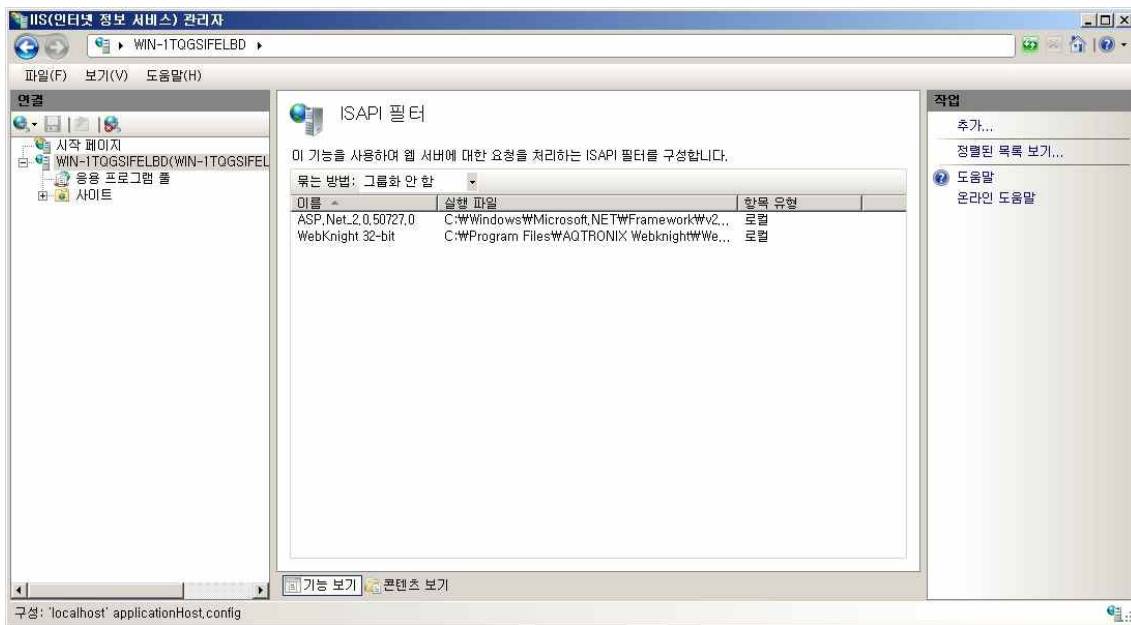 IIS(인터넷 정보 서비스) 관리자
WIN-1TQGSIFELBD
파일(F) 보기(V) 도움말(H)
연결
시작 페이지
WIN-1TQGSIFELBD(WIN-1TQGSIFEL
응용 프로그램 풀
사이트
ISAPI 필터
이 기능을 사용하여 웹 서버에 대한 요청을 처리하는 ISAPI 필터를 구성합니다.
묶는 방법: 그룹화 안 함
이름 실행 파일 항목 유형
ASP.Net_2.0.50727.0 C:₩Windows₩Microsoft.NET₩Framework₩v2... 로컬
WebKnight 32-bit C:₩Program Files₩AQTRONIX Webknight₩We... 로컬
기능 보기 콘텐츠 보기
작업
추가...
정렬된 목록 보기...
도움말
온라인 도움말
구성: 'localhost' applicationHost.config